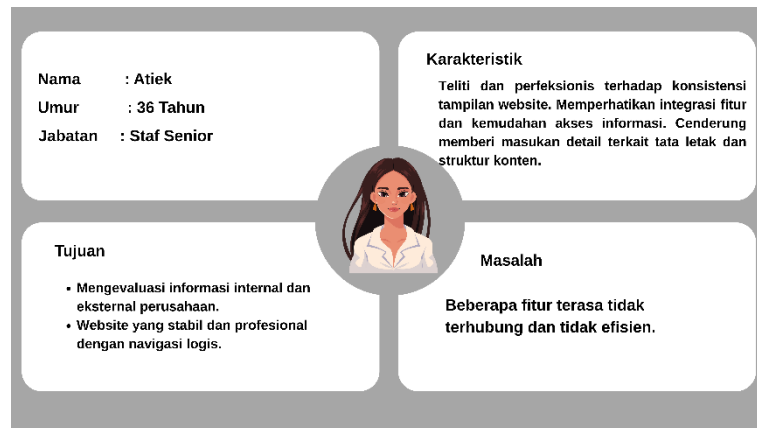 Nama : Atiek
Umur : 36 Tahun
Jabatan : Staf Senior
Karakteristik
Teliti dan perfeksionis terhadap konsistensi
tampilan website. Memperhatikan integrasi fitur
dan kemudahan akses informasi. Cenderung
memberi masukan detail terkait tata letak dan
struktur konten.
Tujuan
• Mengevaluasi informasi internal dan
eksternal perusahaan.
• Website yang stabil dan profesional
dengan navigasi logis.
Masalah
Beberapa fitur terasa tidak
terhubung dan tidak efisien.